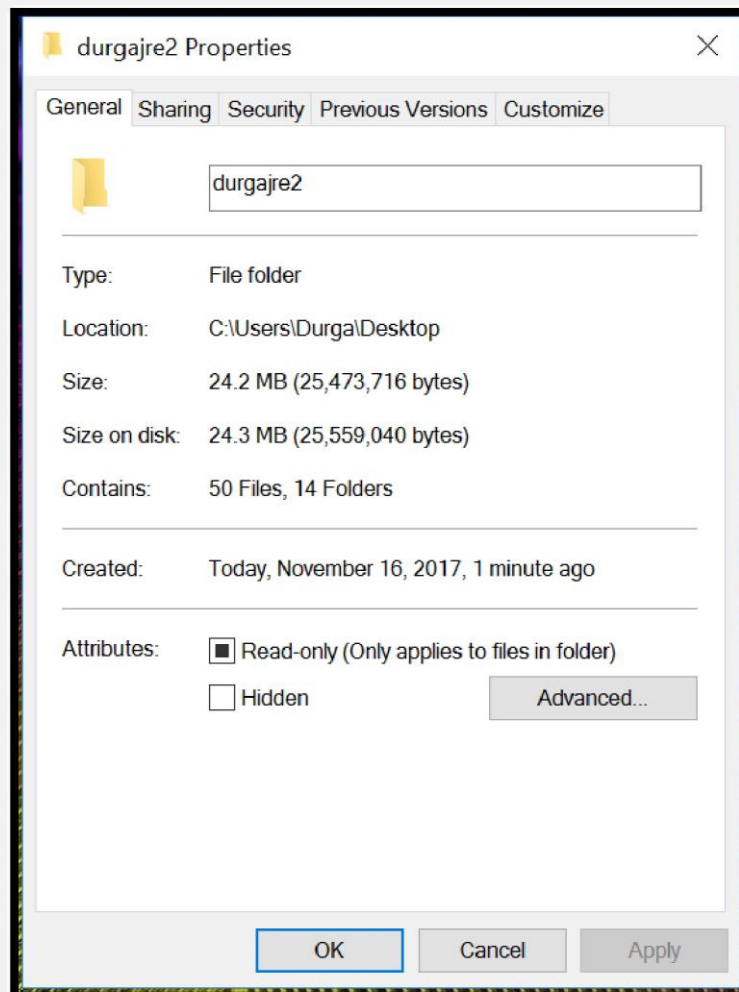 durgajre2 Properties
General Sharing Security Previous Versions Customize
durgajre2
Type: File folder
Location: C:\Users\Durga\Desktop
Size: 24.2 MB (25,473,716 bytes)
Size on disk: 24.3 MB (25,559,040 bytes)
Contains: 50 Files, 14 Folders
Created: Today, November 16, 2017, 1 minute ago
Attributes: Read-only (Only applies to files in folder)
Hidden Advanced...
OK Cancel Apply